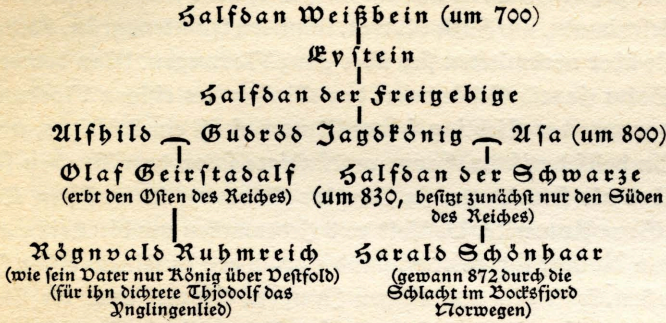 Halfdan Weißbein (um 700)
Eystein
Halfdan der Freigebige
Alfhild Gudröd Jagdkönig Asa (um 800)
Olaf Geirstadalf
(erbt den Osten des Reiches)
Halfdan der Schwarze
(um 830, besitzt zunächst nur den Süden
des Reiches)
Rögnvald Ruhmreich
(wie sein Vater nur König über Vestfold)
(für ihn dichtete Thjodolf das
Ynglingenlied)
Harald Schönhaar
(gewann 872 durch die
Schlacht im Bocksfjord
Norwegen)